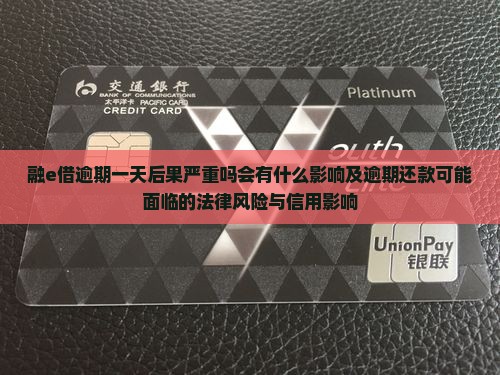 交通銀行
BANK OF COMMUNICATIONS
太平洋卡 PACIFIC CARD
CREDIT CARD
Platinum
融e借逾期一天后果严重吗会有什么影响及逾期还款可能
面临的法律风险与信用影响
UnionPay
银联